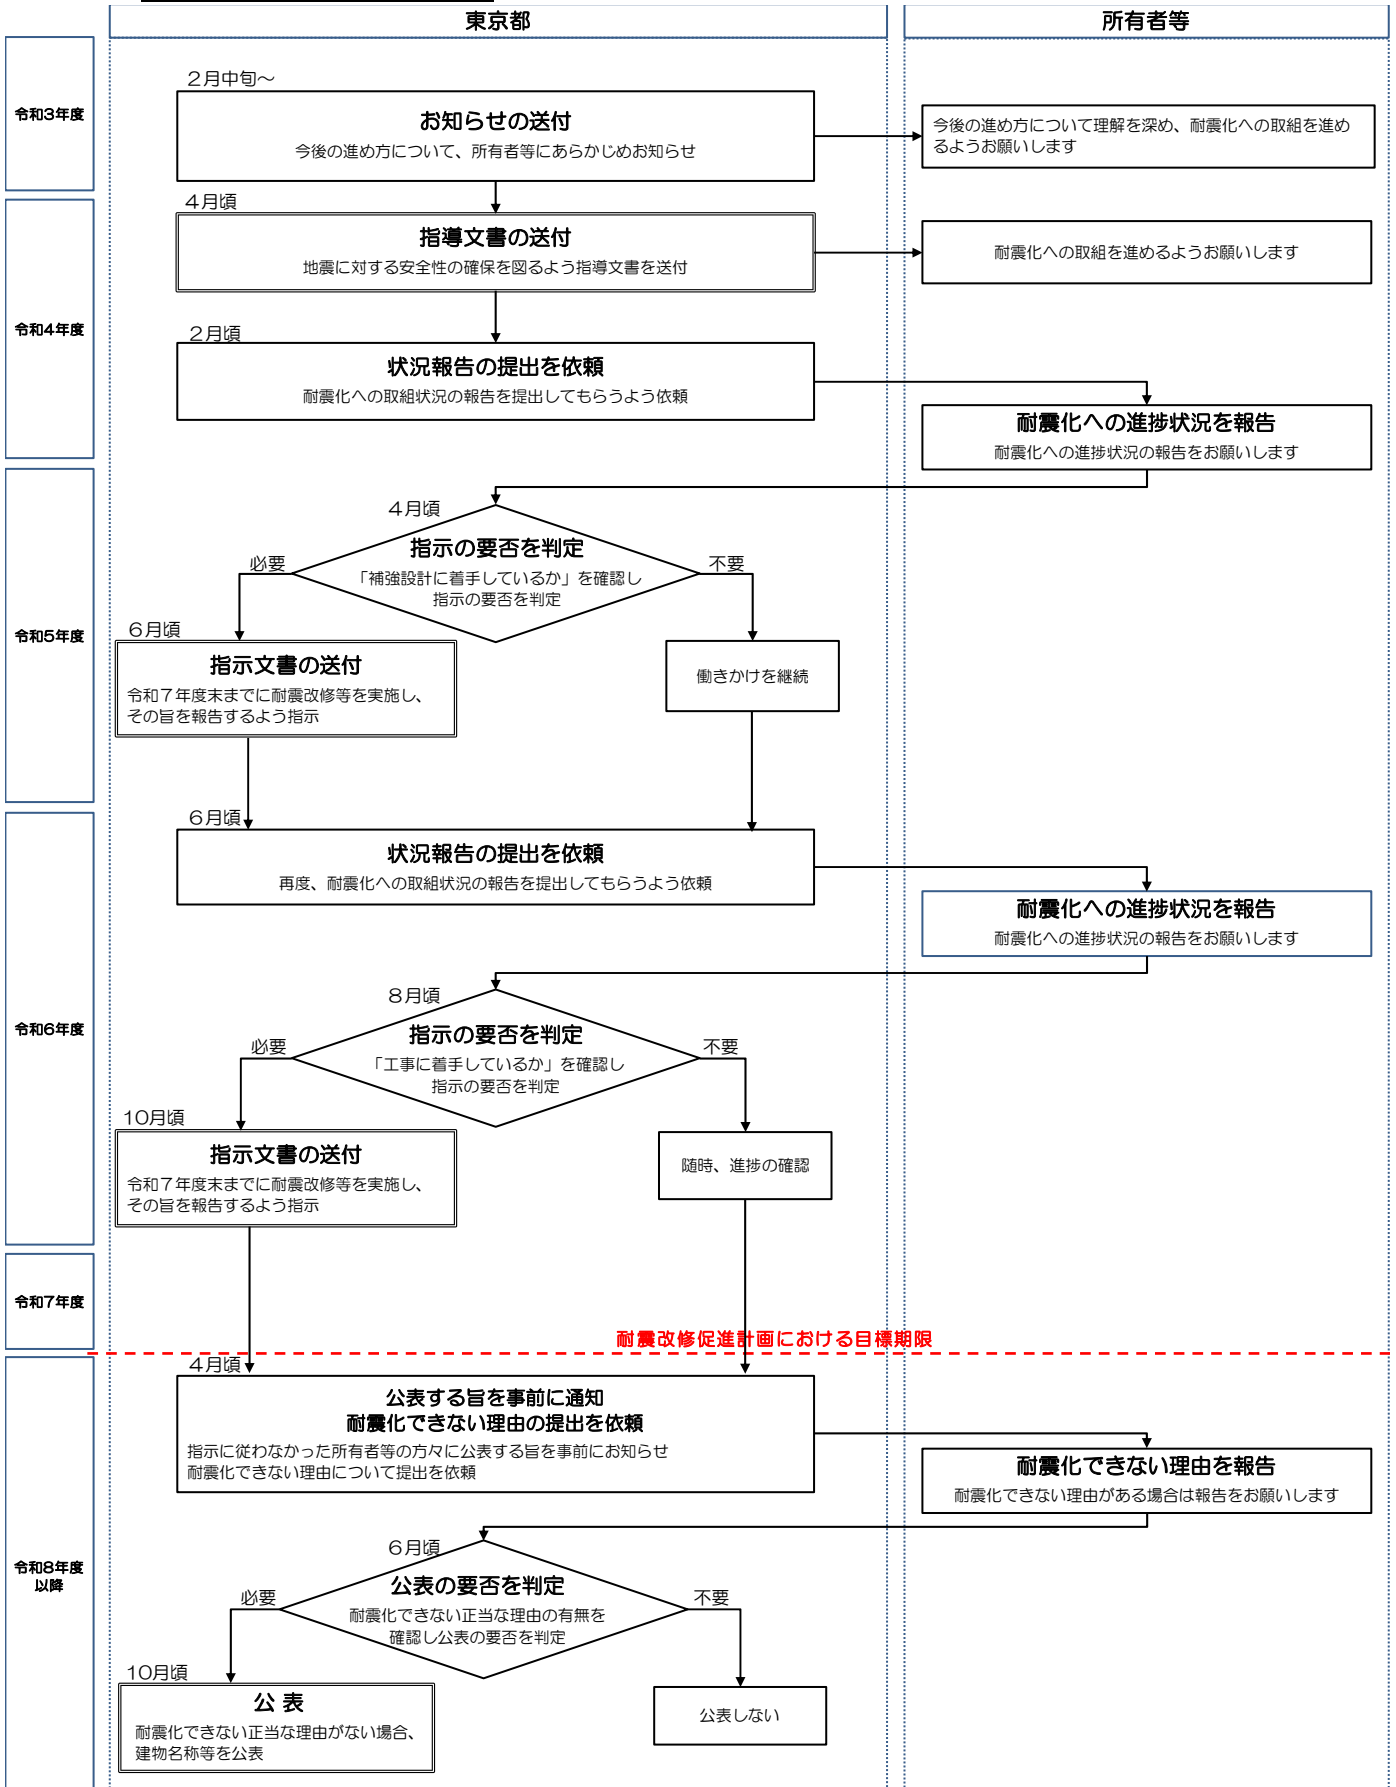 東京都
所有者等
令和3年度
2月中旬～
お知らせの送付
今後の進め方について、所有者等にあらかじめお知らせ
今後の進め方について理解を深め、耐震化への取組を進め
るようお願いします
令和4年度
4月頃
指導文書の送付
地震に対する安全性の確保を図るよう指導文書を送付
耐震化への取組を進めるようお願いします
2月頃
状況報告の提出を依頼
耐震化への取組状況の報告を提出してもらうよう依頼
耐震化への進捗状況を報告
耐震化への進捗状況の報告をお願いします
令和5年度
4月頃
指示の要否を判定
「補強設計に着手しているか」を確認し
指示の要否を判定
必要
不要
6月頃
指示文書の送付
令和7年度末までに耐震改修等を実施し、
その旨を報告するよう指示
働きかけを継続
令和6年度
6月頃
状況報告の提出を依頼
再度、耐震化への取組状況の報告を提出してもらうよう依頼
耐震化への進捗状況を報告
耐震化への進捗状況の報告をお願いします
8月頃
指示の要否を判定
「工事に着手しているか」を確認し
指示の要否を判定
必要
不要
10月頃
指示文書の送付
令和7年度末までに耐震改修等を実施し、
その旨を報告するよう指示
随時、進捗の確認
令和7年度
耐震改修促進計画における目標期限
令和8年度
以降
4月頃
公表する旨を事前に通知
耐震化できない理由の提出を依頼
指示に従わなかった所有者等の方々に公表する旨を事前にお知らせ
耐震化できない理由について提出を依頼
耐震化できない理由を報告
耐震化できない理由がある場合は報告をお願いします
6月頃
公表の要否を判定
耐震化できない正当な理由の有無を
確認し公表の要否を判定
必要
不要
10月頃
公 表
耐震化できない正当な理由がない場合、
建物名称等を公表
公表しない